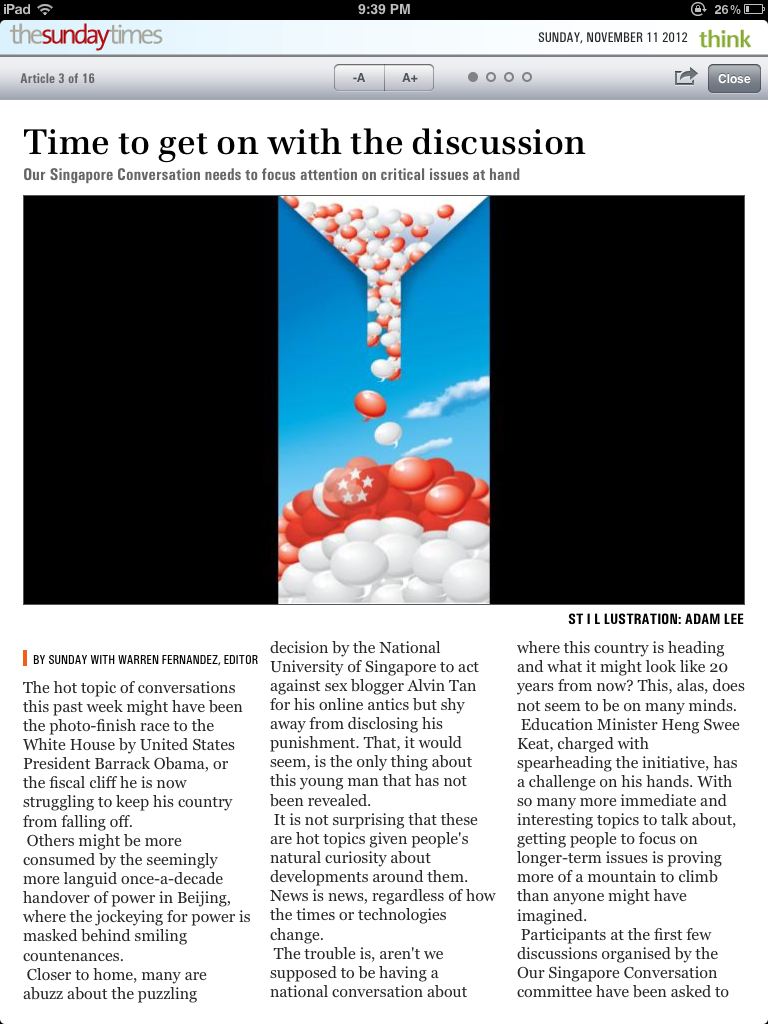 iPad
9:39 PM
26%
thesundaytimes
SUNDAY, NOVEMBER 11 2012
think
Article 3 of 16
-A
A+
Close
Time to get on with the discussion
Our Singapore Conversation needs to focus attention on critical issues at hand
ST I L LUSTRATION: ADAM LEE
BY SUNDAY WITH WARREN FERNANDEZ, EDITOR
The hot topic of conversations
this past week might have been
the photo-finish race to the
White House by United States
President Barrack Obama, or
the fiscal cliff he is now
struggling to keep his country
from falling off.
Others might be more
consumed by the seemingly
more languid once-a-decade
handover of power in Beijing,
where the jockeying for power is
masked behind smiling
countenances.
Closer to home, many are
abuzz about the puzzling
decision by the National
University of Singapore to act
against sex blogger Alvin Tan
for his online antics but shy
away from disclosing his
punishment. That, it would
seem, is the only thing about
this young man that has not
been revealed.
It is not surprising that these
are hot topics given people's
natural curiosity about
developments around them.
News is news, regardless of how
the times or technologies
change.
The trouble is, aren't we
supposed to be having a
national conversation about
where this country is heading
and what it might look like 20
years from now? This, alas, does
not seem to be on many minds.
Education Minister Heng Swee
Keat, charged with
spearheading the initiative, has
a challenge on his hands. With
so many more immediate and
interesting topics to talk about,
getting people to focus on
longer-term issues is proving
more of a mountain to climb
than anyone might have
imagined.
Participants at the first few
discussions organised by the
Our Singapore Conversation
committee have been asked to